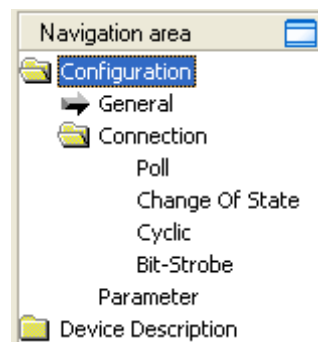 Navigation area
Configuration
General
Connection
Poll
Change Of State
Cyclic
Bit-Strobe
Parameter
Device Description